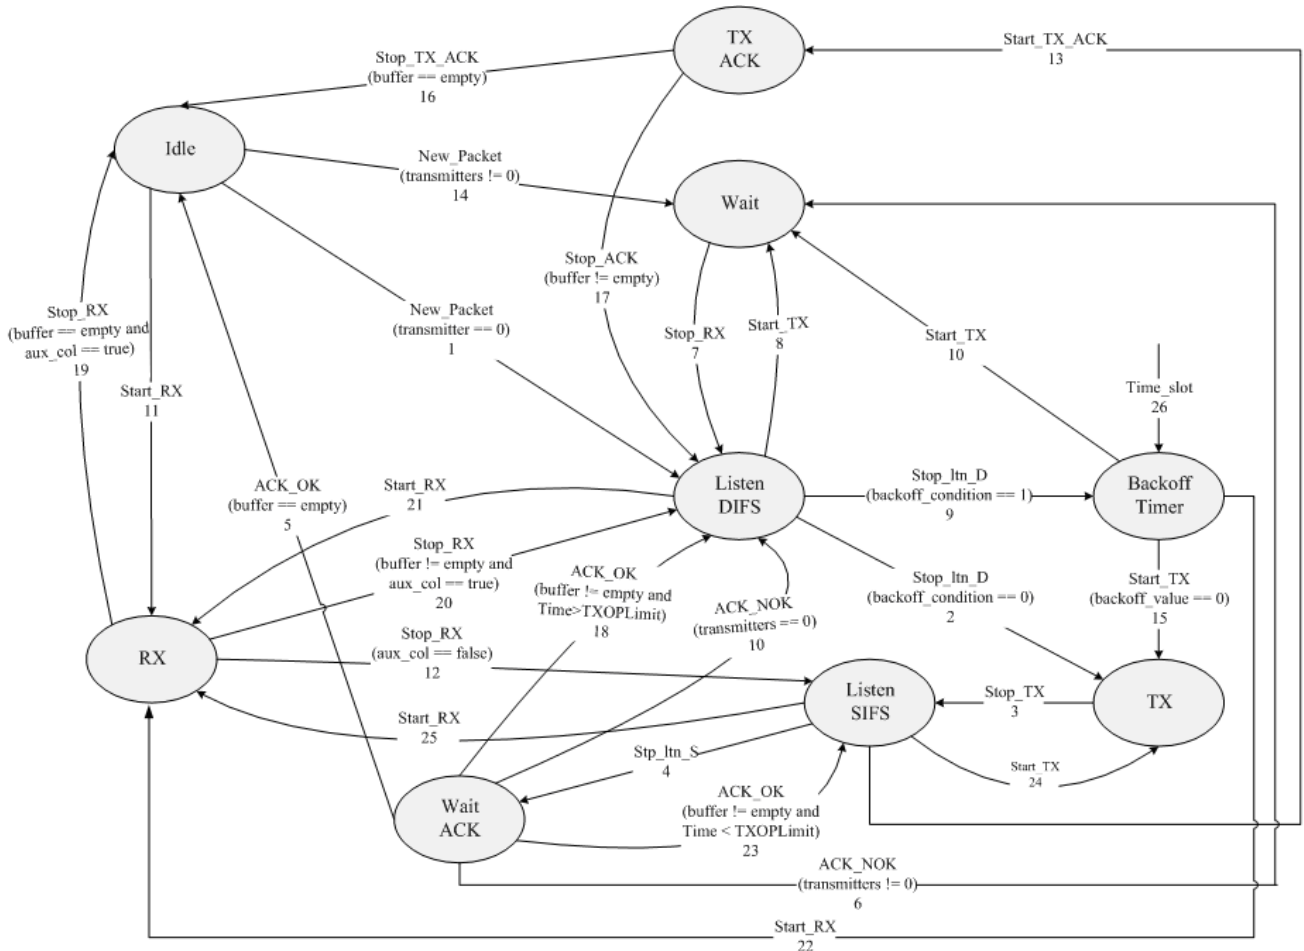 TX
ACK
Start_TX_ACK
13
Stop_TX_ACK
(buffer == empty)
16
Idle
New_Packet
(transmitters != 0)
14
Wait
Stop_ACK
(buffer != empty)
17
New_Packet
(transmitter == 0)
1
Stop_RX
(buffer == empty and
aux_col == true)
19
Start_RX
11
Stop_RX
7
Start_TX
8
Start_TX
10
Time_slot
26
ACK_OK
(buffer == empty)
5
Start_RX
21
Listen
DIFS
Stop_ltn_D
(backoff_condition == 1)
9
Backoff
Timer
Stop_RX
(buffer != empty and
aux_col == true)
20
ACK_OK
(buffer != empty and
Time>TXOPLimit)
18
ACK_NOK
(transmitters == 0)
10
Stop_ltn_D
(backoff_condition == 0)
2
Start_TX
(backoff_value == 0)
15
RX
Stop_RX
(aux_col == false)
12
Listen
SIFS
Stop_TX
3
TX
Start_RX
25
Stp_ltn_S
4
Start_TX
24
Wait
ACK
ACK_OK
(buffer != empty and
Time < TXOPLimit)
23
ACK_NOK
(transmitters != 0)
6
Start_RX
22